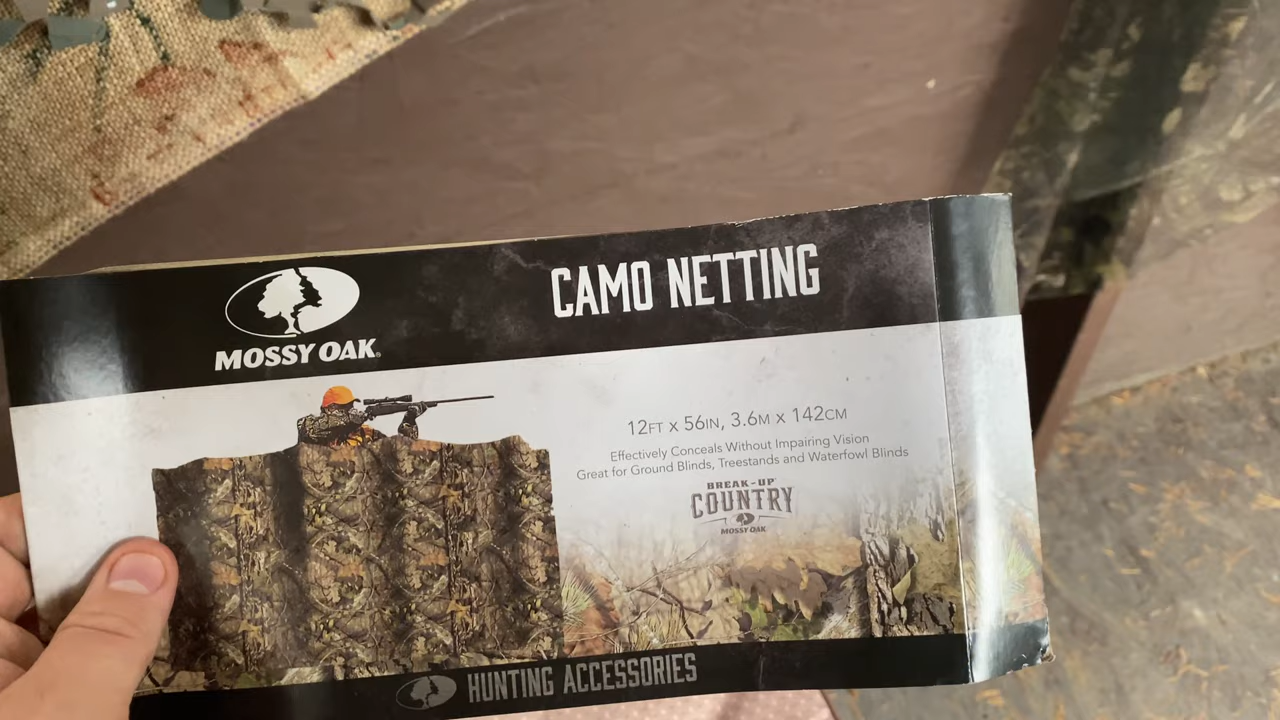 MOSSY OAK®
CAMO NETTING
12FT x 56IN, 3.6M x 142CM
Effectively Conceals Without Impairing Vision
Great for Ground Blinds, Treestands and Waterfowl Blinds
BREAK-UP®
COUNTRY
MOSSY OAK
HUNTING ACCESSORIES